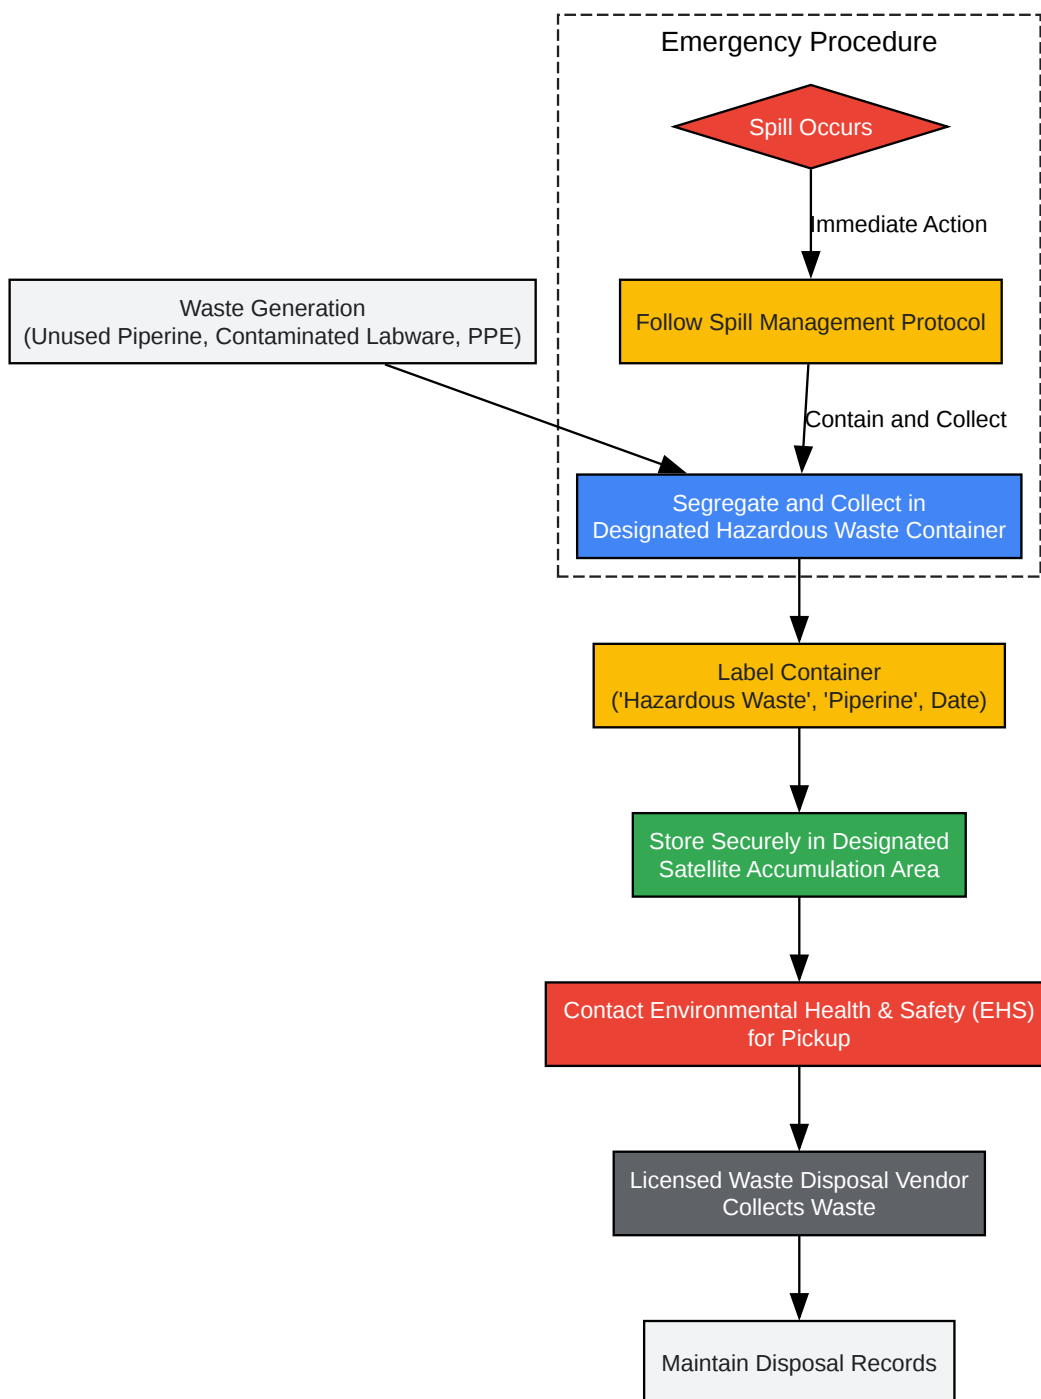 Emergency Procedure
Spill Occurs
Immediate Action
Waste Generation
(Unused Piperine, Contaminated Labware, PPE)
Follow Spill Management Protocol
Contain and Collect
Segregate and Collect in
Designated Hazardous Waste Container
Label Container
('Hazardous Waste', 'Piperine', Date)
Store Securely in Designated
Satellite Accumulation Area
Contact Environmental Health & Safety (EHS)
for Pickup
Licensed Waste Disposal Vendor
Collects Waste
Maintain Disposal Records